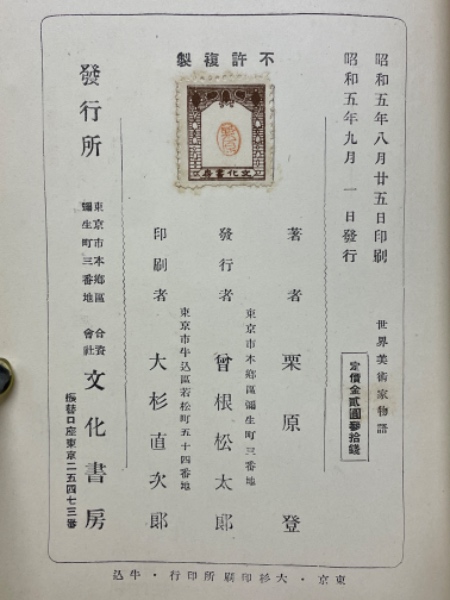 昭和五年八月廿五日印刷
昭和五年九月一日發行
世界美術家物語
定價金貳圓參拾錢
不許複製
文化書房
著者 栗原登
東京市本鄕區彌生町三番地
發行者 曾根松太郞
東京市牛込區若松町五十四番地
印刷者 大杉直次郞
發行所
東京市本鄕區
彌生町三番地
合資
會社
文化書房
振替口座東京二五四七三番
東京・大杉印刷所印行・牛込